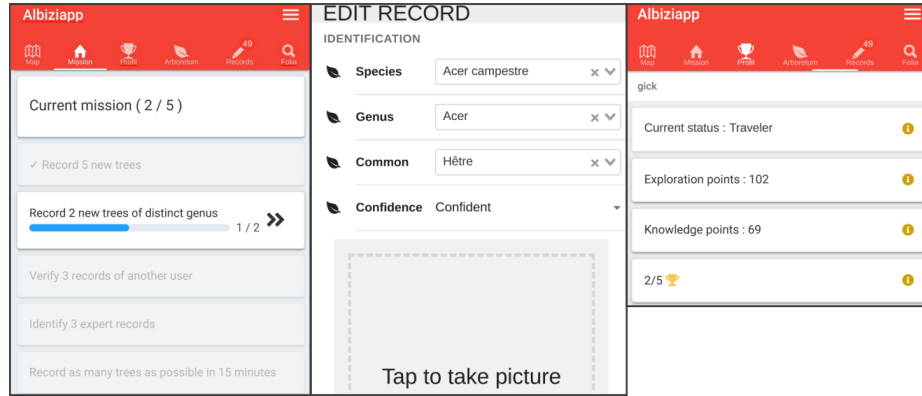 Albiziapp
49
Map Mission Profil Arboretum Records Folia
Current mission ( 2 / 5 )
✓ Record 5 new trees
Record 2 new trees of distinct genus
1 / 2
Verify 3 records of another user
Identify 3 expert records
Record as many trees as possible in 15 minutes
EDIT RECORD
IDENTIFICATION
Species Acer campestre
Genus Acer
Common Hêtre
Confidence Confident
Tap to take picture
Albiziapp
49
Map Mission Profil Arboretum Records Folia
gick
Current status : Traveler
Exploration points : 102
Knowledge points : 69
2/5 🏆